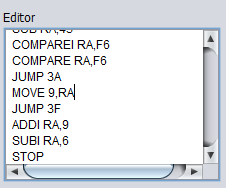 Editor
COMPAREI RA,F6
COMPARE RA,F6
JUMP 3A
MOVE 9,RA
JUMP 3F
ADDI RA,9
SUBI RA,6
STOP